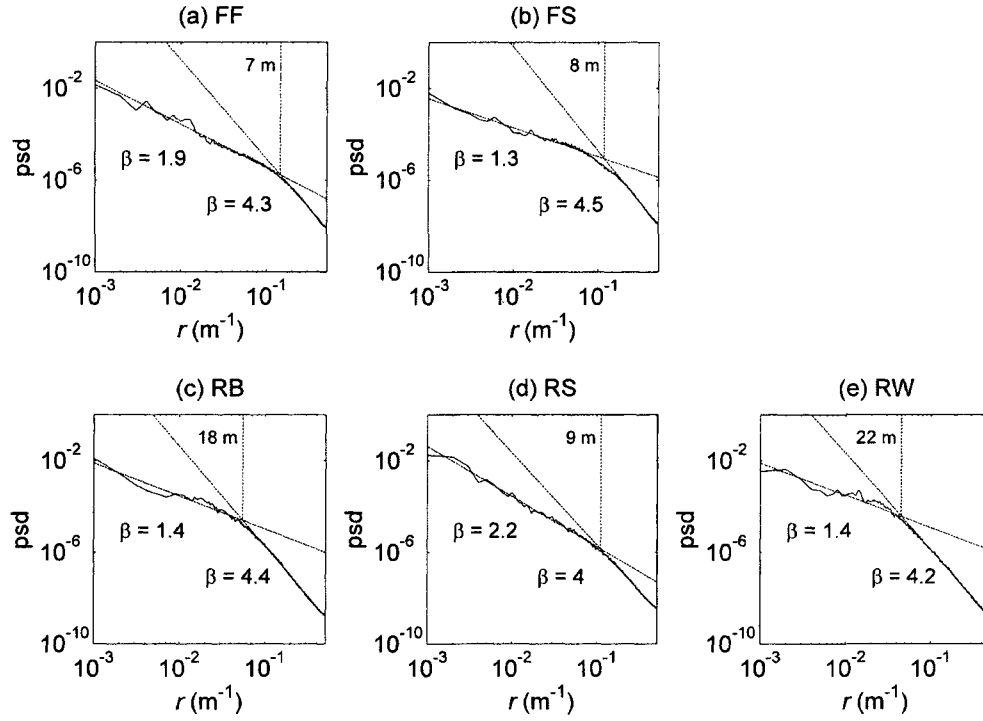 (a) FF
(b) FS
7 m
8 m
psd
10⁻²
10⁻⁶
10⁻¹⁰
β = 1.9
β = 4.3
10⁻³ 10⁻² 10⁻¹
r (m⁻¹)
psd
10⁻²
10⁻⁶
10⁻¹⁰
β = 1.3
β = 4.5
10⁻³ 10⁻² 10⁻¹
r (m⁻¹)
(c) RB
(d) RS
(e) RW
18 m
9 m
22 m
psd
10⁻²
10⁻⁶
10⁻¹⁰
β = 1.4
β = 4.4
10⁻³ 10⁻² 10⁻¹
r (m⁻¹)
psd
10⁻²
10⁻⁶
10⁻¹⁰
β = 2.2
β = 4
10⁻³ 10⁻² 10⁻¹
r (m⁻¹)
psd
10⁻²
10⁻⁶
10⁻¹⁰
β = 1.4
β = 4.2
10⁻³ 10⁻² 10⁻¹
r (m⁻¹)